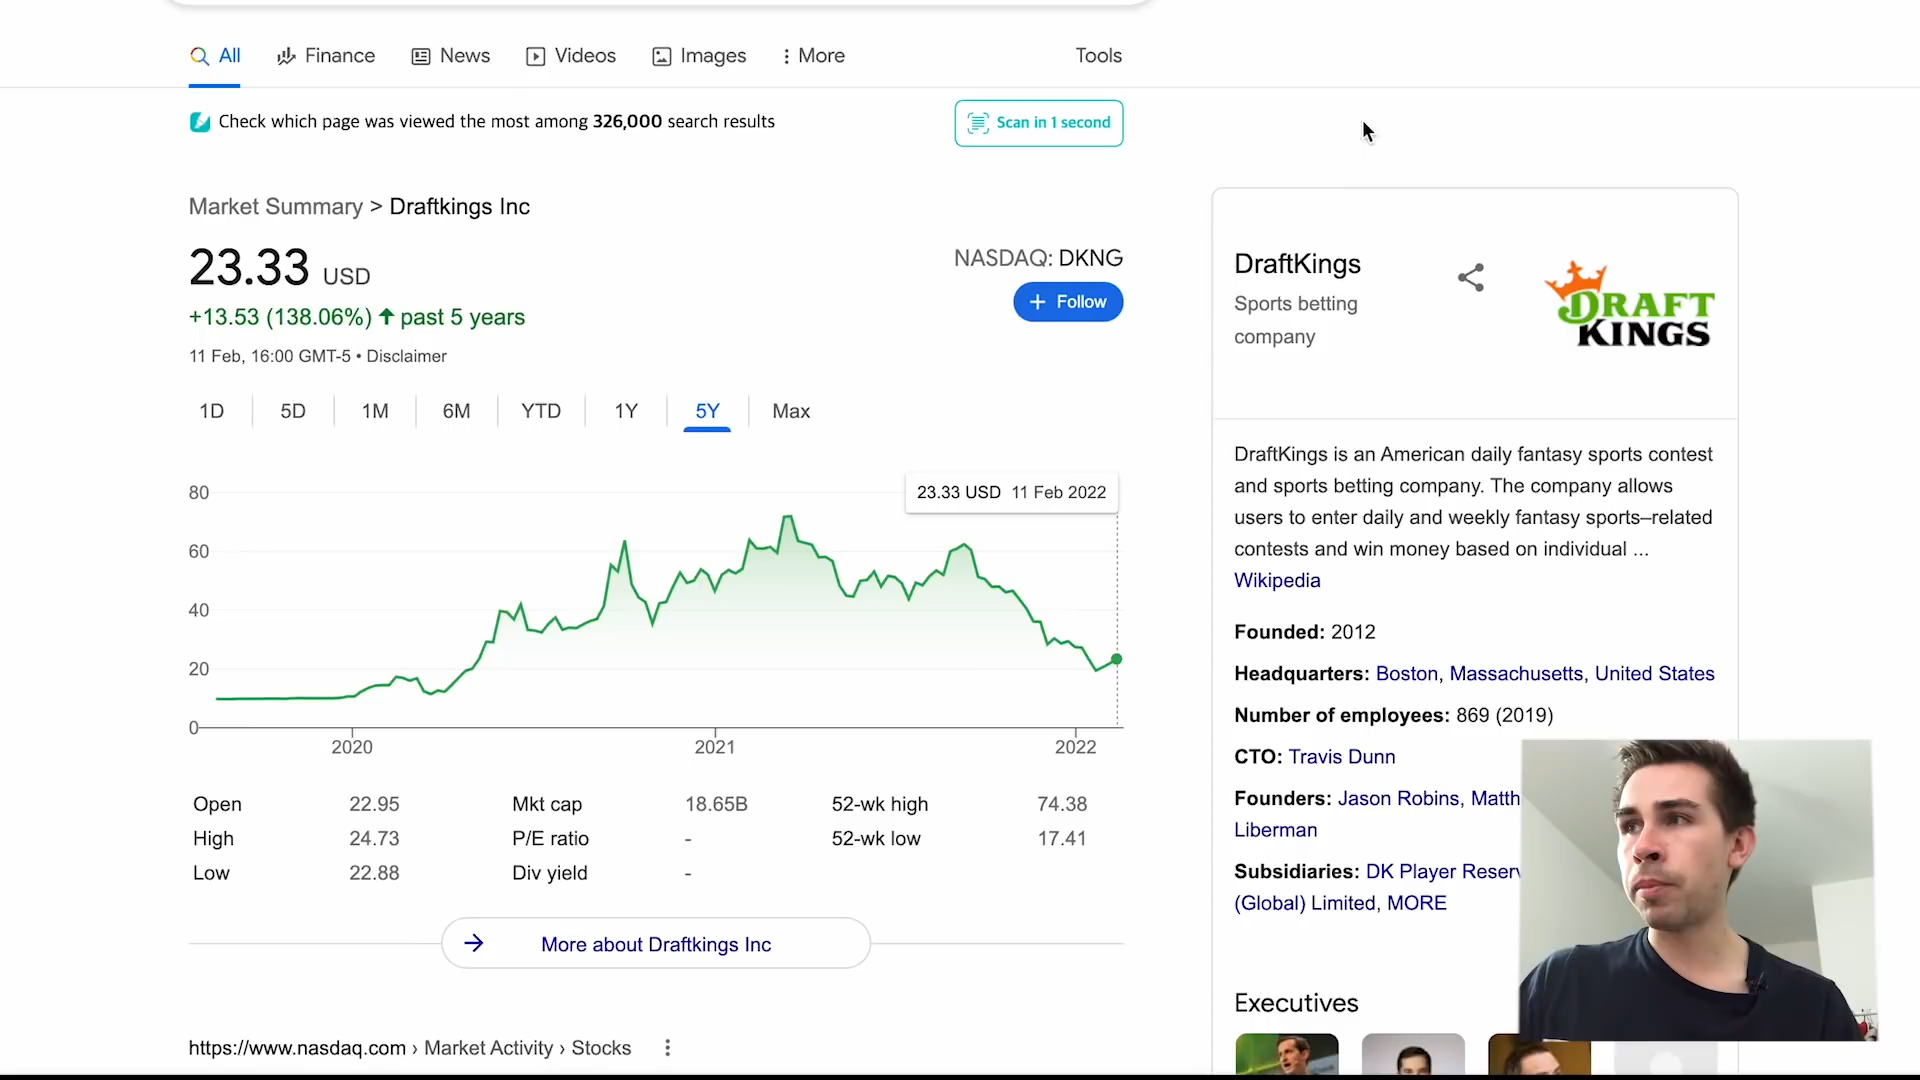 All
Finance
News
Videos
Images
More
Tools
Check which page was viewed the most among 326,000 search results
Scan in 1 second
Market Summary > Draftkings Inc
23.33 USD
+13.53 (138.06%) ↑ past 5 years
11 Feb, 16:00 GMT-5 • Disclaimer
NASDAQ: DKNG
+ Follow
1D
5D
1M
6M
YTD
1Y
5Y
Max
23.33 USD 11 Feb 2022
80
60
40
20
0
2020
2021
2022
Open 22.95
High 24.73
Low 22.88
Mkt cap 18.65B
P/E ratio -
Div yield -
52-wk high 74.38
52-wk low 17.41
More about Draftkings Inc
https://www.nasdaq.com › Market Activity › Stocks
DraftKings
Sports betting
company
DRAFT
KINGS
DraftKings is an American daily fantasy sports contest
and sports betting company. The company allows
users to enter daily and weekly fantasy sports–related
contests and win money based on individual ...
Wikipedia
Founded: 2012
Headquarters: Boston, Massachusetts, United States
Number of employees: 869 (2019)
CTO: Travis Dunn
Founders: Jason Robins, Matth
Liberman
Subsidiaries: DK Player Reserv
(Global) Limited, MORE
Executives